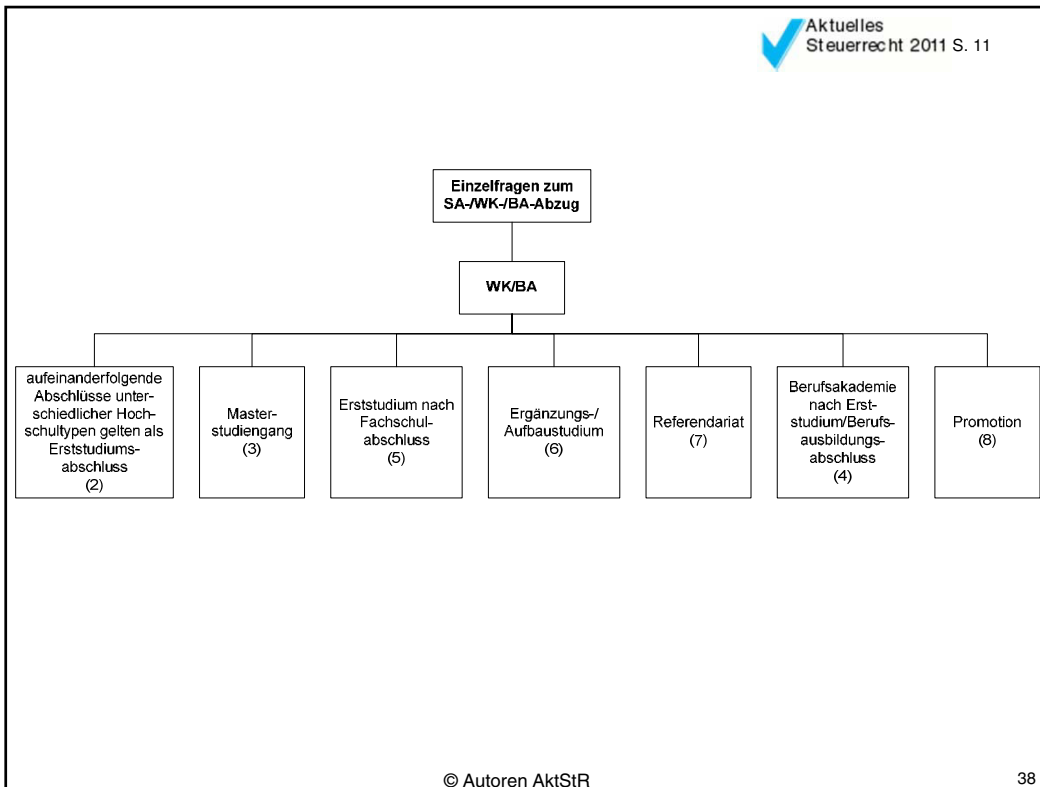 Aktuelles
Steuerrecht 2011 S. 11
Einzelfragen zum
SA-/WK-/BA-Abzug
WK/BA
aufeinanderfolgende
Abschlüsse unter-
schiedlicher Hoch-
schultypen gelten als
Erststudiums-
abschluss
(2)
Master-
studiengang
(3)
Erststudium nach
Fachschul-
abschluss
(5)
Ergänzungs-/
Aufbaustudium
(6)
Referendariat
(7)
Berufsakademie
nach Erst-
studium/Berufs-
ausbildungs-
abschluss
(4)
Promotion
(8)
© Autoren AktStR
38